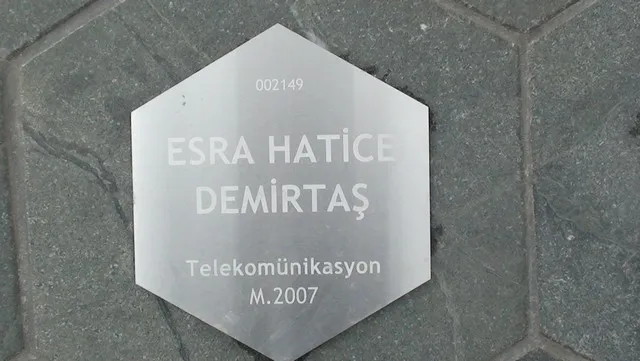 002149
ESRA HATİCE
DEMİRTAŞ
Telekomünikasyon
M.2007